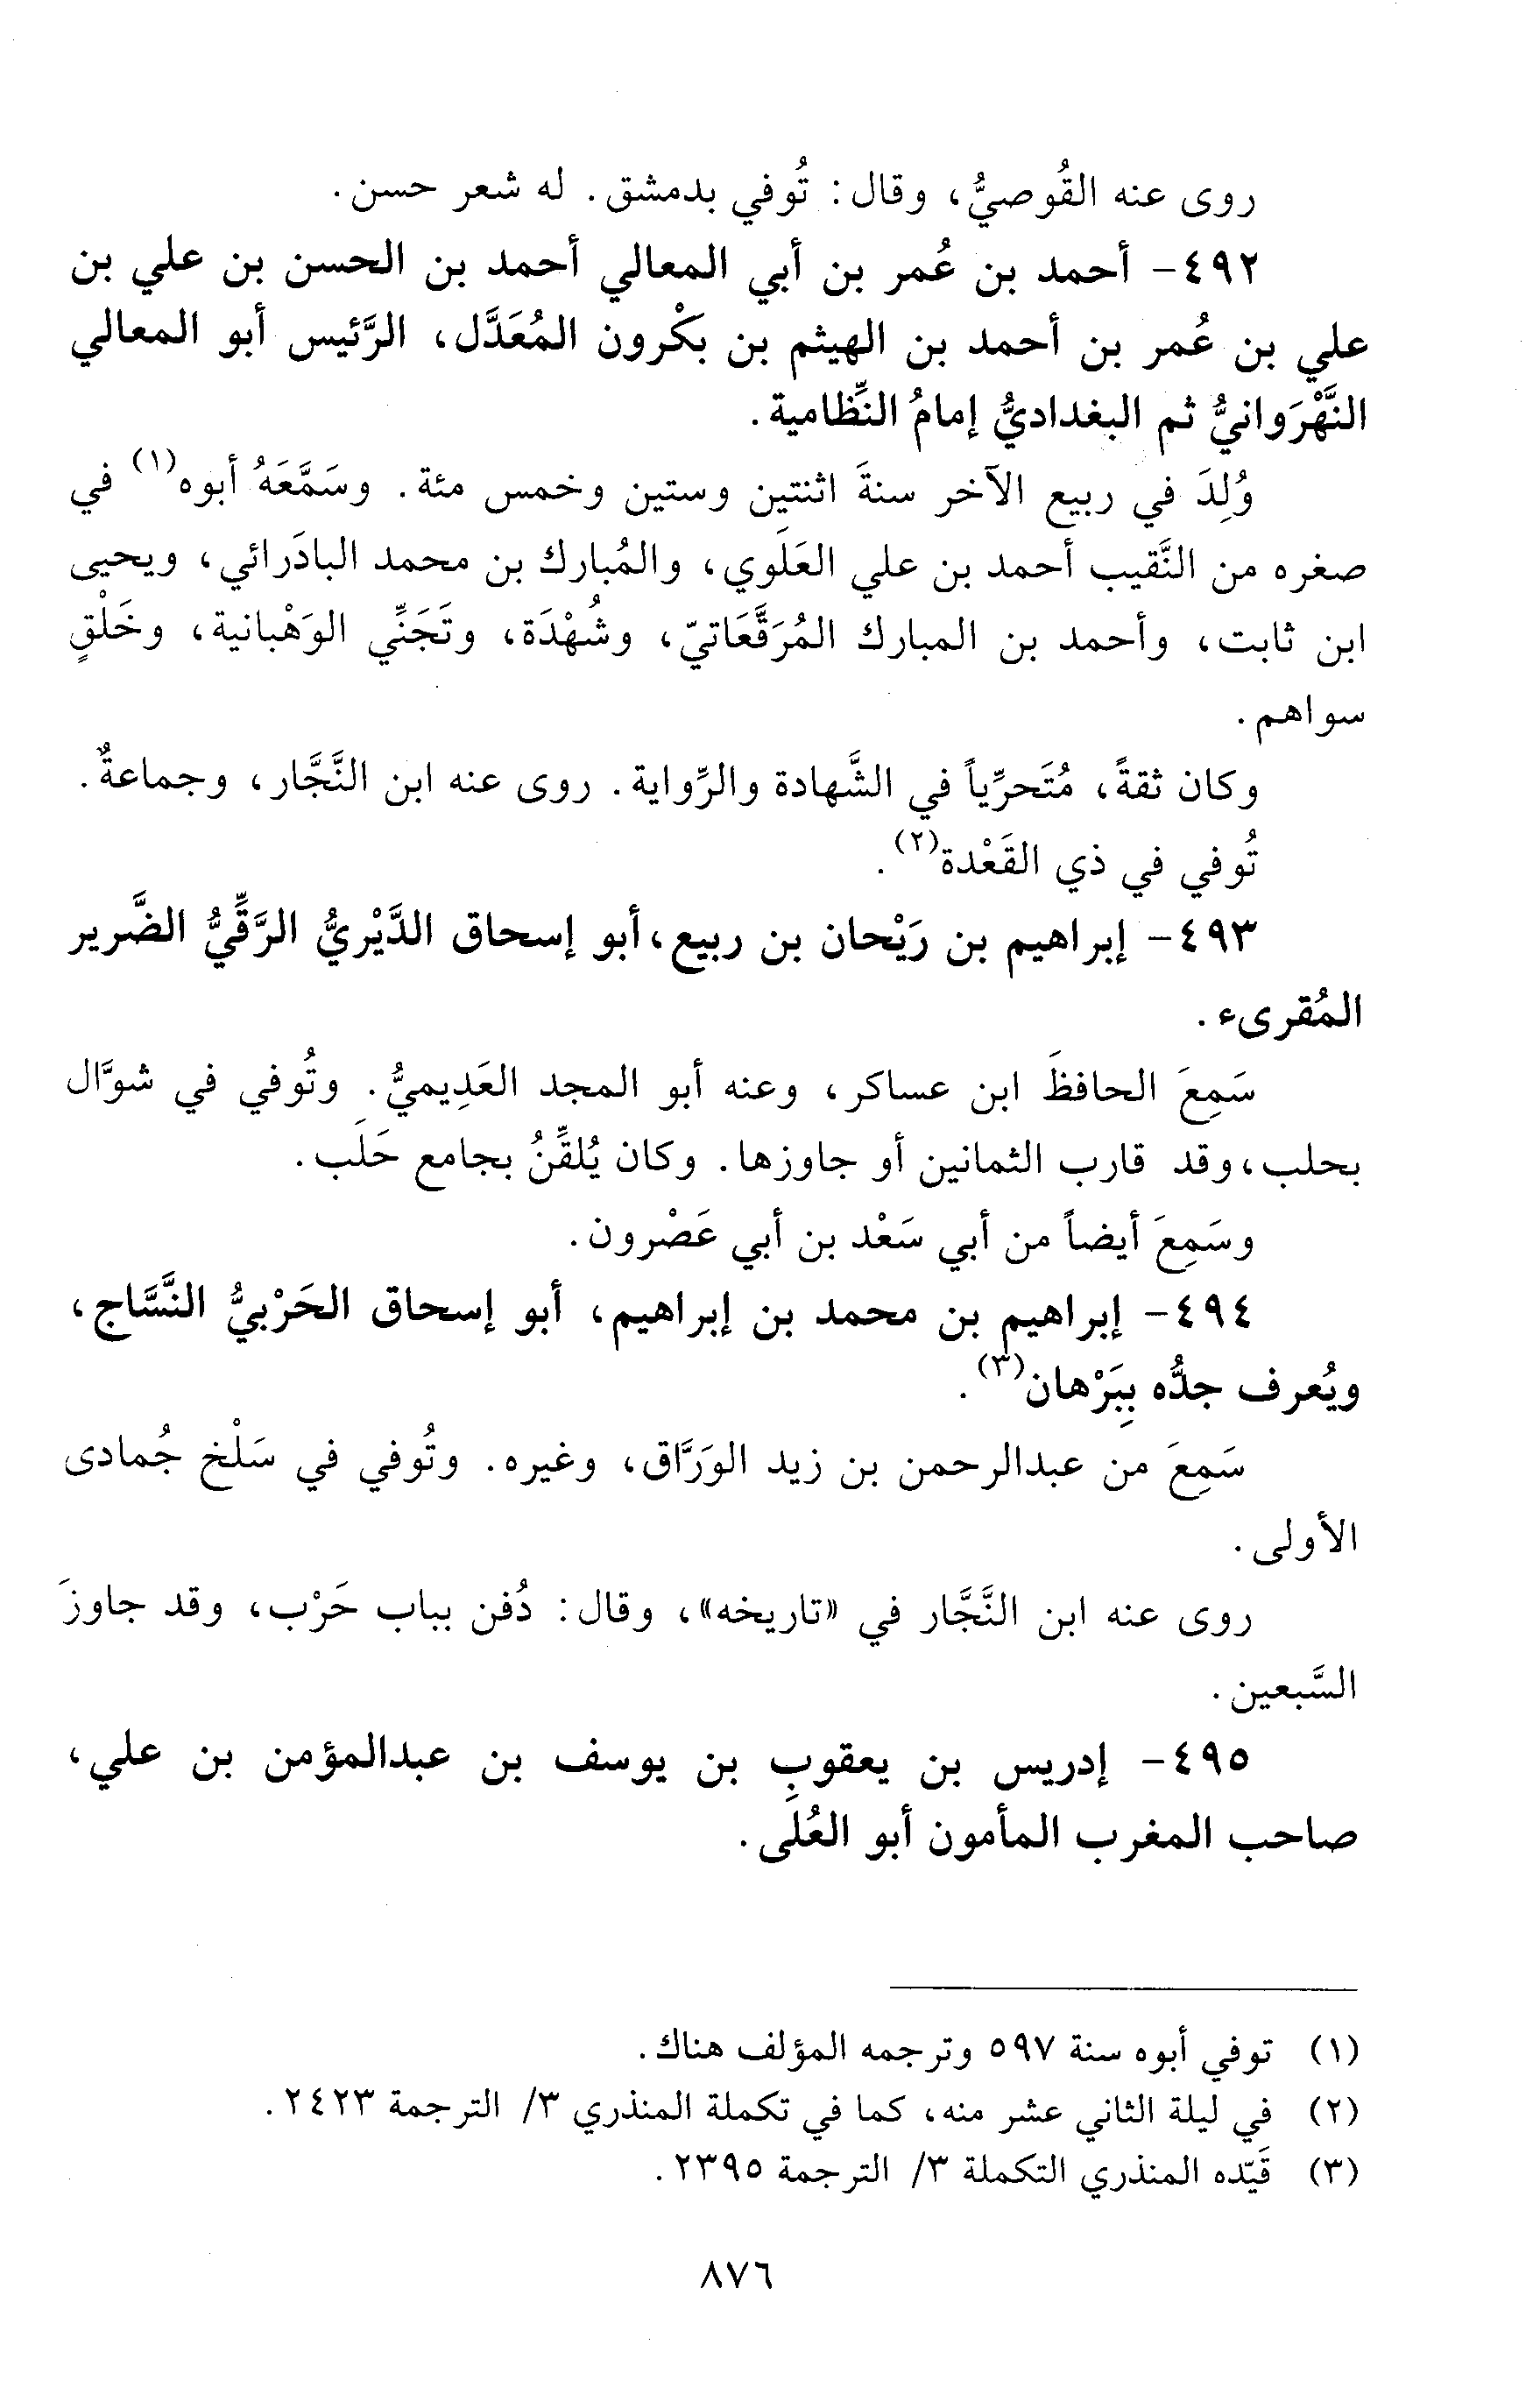 روى عنه القُوصيُّ، وقال: تُوفي بدمشق. له شعر حسن.
٤٩٢- أحمد بن عُمر بن أبي المعالي أحمد بن الحسن بن علي بن
علي بن عُمر بن أحمد بن الهيثم بن بكْرون المُعَدَّل، الرَّئيس أبو المعالي
النَّهْرَوانيُّ ثم البغداديُّ إمامُ النِّظامية.
وُلِدَ في ربيع الآخر سنةَ اثنتين وستين وخمس مئة. وسَمَّعَهُ أبوه(١) في
صغره من النَّقيب أحمد بن علي العَلَوي، والمُبارك بن محمد البادَرائي، ويحيى
ابن ثابت، وأحمد بن المبارك المُرَقَّعَاتيّ، وشُهْدَة، وتَجَنِّي الوَهْبانية، وخَلْقٍ
سواهم.
وكان ثقةً، مُتَحرِّياً في الشَّهادة والرِّواية. روى عنه ابن النَّجَّار، وجماعةٌ.
تُوفي في ذي القَعْدة(٢).
٤٩٣- إبراهيم بن رَيْحان بن ربيع، أبو إسحاق الدَّيْريُّ الرَّقِّيُّ الضَّرير
المُقرىء.
سَمِعَ الحافظَ ابن عساكر، وعنه أبو المجد العَدِيميُّ. وتُوفي في شوَّال
بحلب، وقد قارب الثمانين أو جاوزها. وكان يُلقِّنُ بجامع حَلَب.
وسَمِعَ أيضاً من أبي سَعْد بن أبي عَصْرون.
٤٩٤- إبراهيم بن محمد بن إبراهيم، أبو إسحاق الحَرْبيُّ النَّسَّاج،
ويُعرف جدُّه بِبَرْهان(٣).
سَمِعَ من عبدالرحمن بن زيد الوَرَّاق، وغيره. وتُوفي في سَلْخ جُمادى
الأولى.
روى عنه ابن النَّجَّار في «تاريخه»، وقال: دُفن بباب حَرْب، وقد جاوزَ
السَّبعين.
٤٩٥- إدريس بن يعقوبِ بن يوسف بن عبدالمؤمن بن علي،
صاحب المغرب المأمون أبو العُلَى.
(١) توفي أبوه سنة ٥٩٧ وترجمه المؤلف هناك.
(٢) في ليلة الثاني عشر منه، كما في تكملة المنذري ٣/ الترجمة ٢٤٢٣.
(٣) قَيّده المنذري التكملة ٣/ الترجمة ٢٣٩٥.
٨٧٦